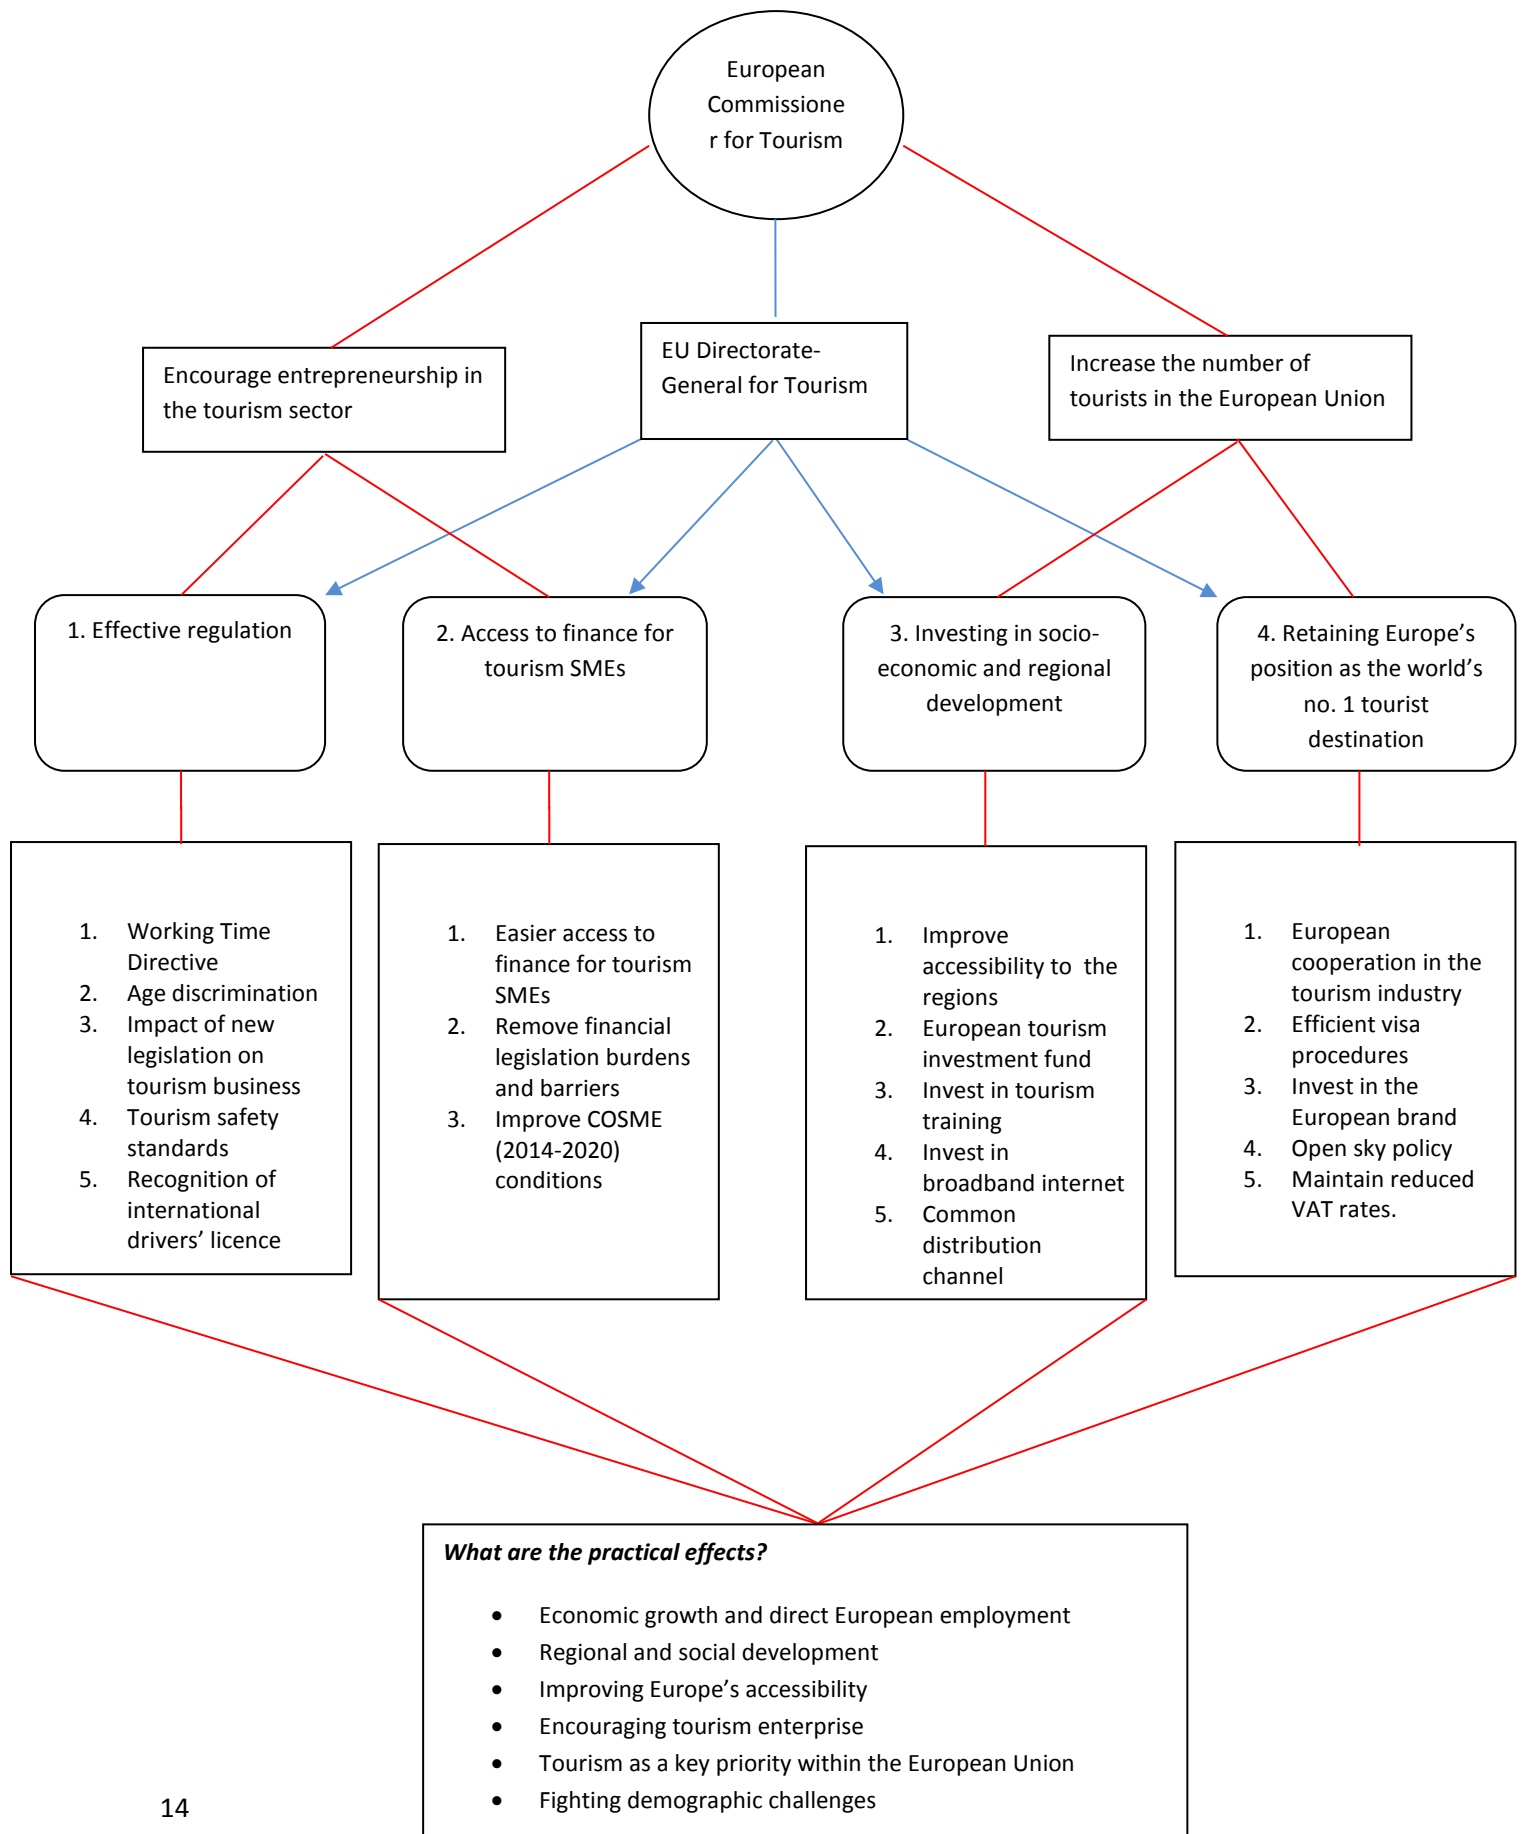 European
Commissione
r for Tourism
Encourage entrepreneurship in
the tourism sector
EU Directorate-
General for Tourism
Increase the number of
tourists in the European Union
1. Effective regulation
2. Access to finance for
tourism SMEs
3. Investing in socio-
economic and regional
development
4. Retaining Europe’s
position as the world’s
no. 1 tourist
destination
1. Working Time
Directive
2. Age discrimination
3. Impact of new
legislation on
tourism business
4. Tourism safety
standards
5. Recognition of
international
drivers’ licence
1. Easier access to
finance for tourism
SMEs
2. Remove financial
legislation burdens
and barriers
3. Improve COSME
(2014-2020)
conditions
1. Improve
accessibility to the
regions
2. European tourism
investment fund
3. Invest in tourism
training
4. Invest in
broadband internet
5. Common
distribution
channel
1. European
cooperation in the
tourism industry
2. Efficient visa
procedures
3. Invest in the
European brand
4. Open sky policy
5. Maintain reduced
VAT rates.
What are the practical effects?
• Economic growth and direct European employment
• Regional and social development
• Improving Europe’s accessibility
• Encouraging tourism enterprise
• Tourism as a key priority within the European Union
• Fighting demographic challenges
14